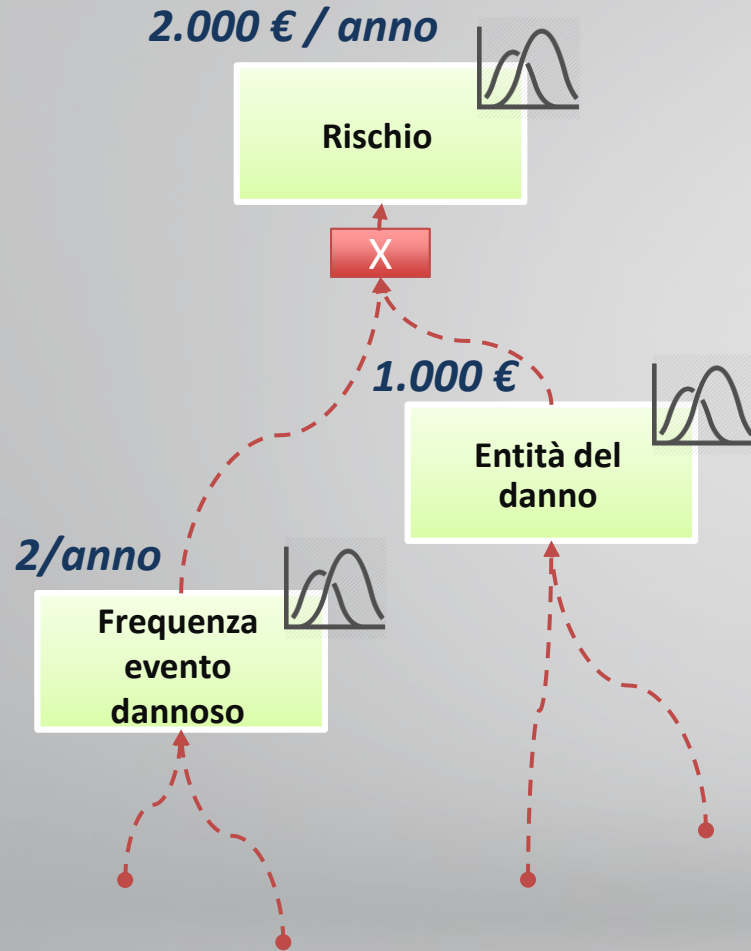 2.000 € / anno
Rischio
X
1.000 €
Entità del
danno
2/anno
Frequenza
evento
dannoso